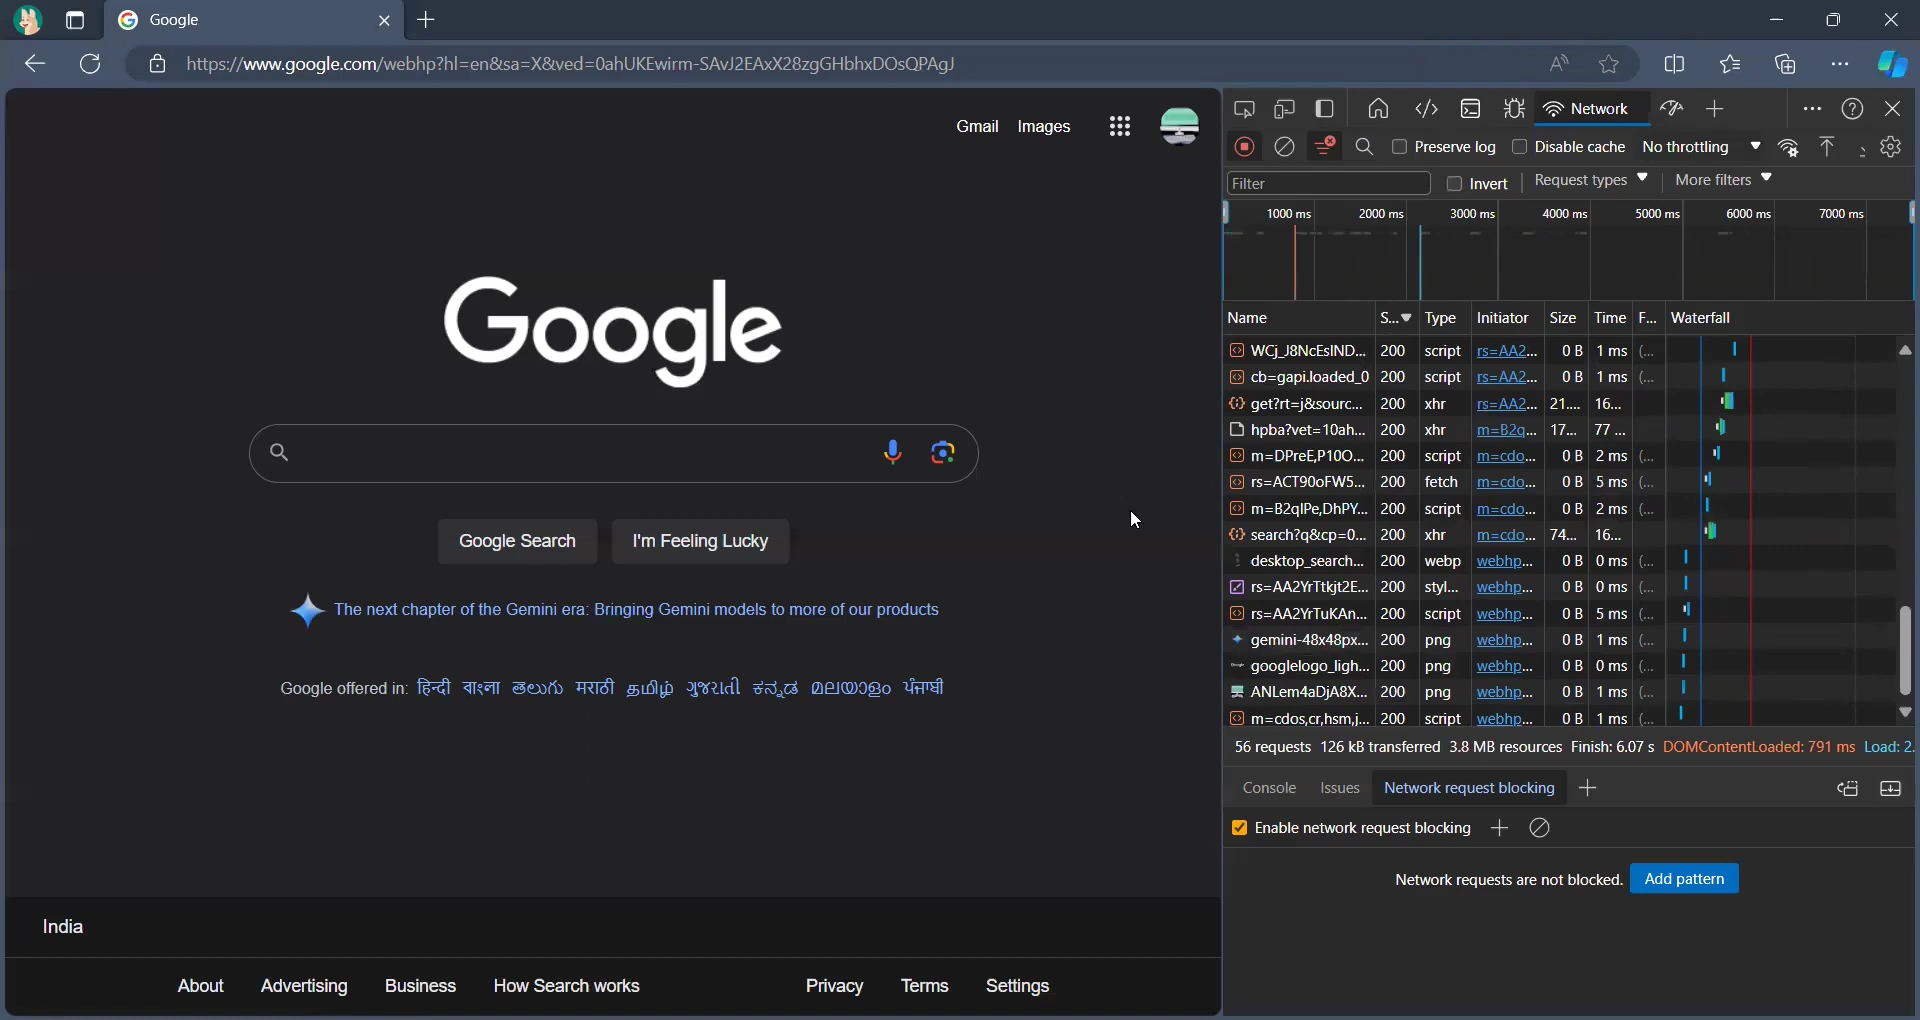 Google
https://www.google.com/webhp?hl=en&sa=X&ved=0ahUKEwirm-SAvJ2EAxX28zgGHbhxDOsQPAgJ
Gmail Images
Google
Google Search I'm Feeling Lucky
The next chapter of the Gemini era: Bringing Gemini models to more of our products
Google offered in: हिन्दी বাংলা తెలుగు मराठी தமிழ் ગુજરાતી ಕನ್ನಡ മലയാളം ਪੰਜਾਬੀ
India
About Advertising Business How Search works Privacy Terms Settings
Network
Preserve log Disable cache No throttling
Filter Invert Request types More filters
1000 ms 2000 ms 3000 ms 4000 ms 5000 ms 6000 ms 7000 ms
Name S... Type Initiator Size Time F... Waterfall
WCj_J8NcEsIND... 200 script rs=AA2... 0 B 1 ms (...
cb=gapi.loaded_0 200 script rs=AA2... 0 B 1 ms (...
get?rt=j&sourc... 200 xhr rs=AA2... 21.... 16...
hpba?vet=10ah... 200 xhr m=B2q... 17... 77 ...
m=DPreE,P10O... 200 script m=cdo... 0 B 2 ms (...
rs=ACT90oFW5... 200 fetch m=cdo... 0 B 5 ms (...
m=B2qlPe,DhPY... 200 script m=cdo... 0 B 2 ms (...
search?q&cp=0... 200 xhr m=cdo... 74... 16...
desktop_search... 200 webp webhp... 0 B 0 ms (...
rs=AA2YrTtkjt2E... 200 styl... webhp... 0 B 0 ms (...
rs=AA2YrTuKAn... 200 script webhp... 0 B 5 ms (...
gemini-48x48px... 200 png webhp... 0 B 1 ms (...
googlelogo_ligh... 200 png webhp... 0 B 0 ms (...
ANLem4aDjA8X... 200 png webhp... 0 B 1 ms (...
m=cdos,cr,hsm,j... 200 script webhp... 0 B 1 ms (...
56 requests 126 kB transferred 3.8 MB resources Finish: 6.07 s DOMContentLoaded: 791 ms Load: 2.
Console Issues Network request blocking
Enable network request blocking
Network requests are not blocked. Add pattern